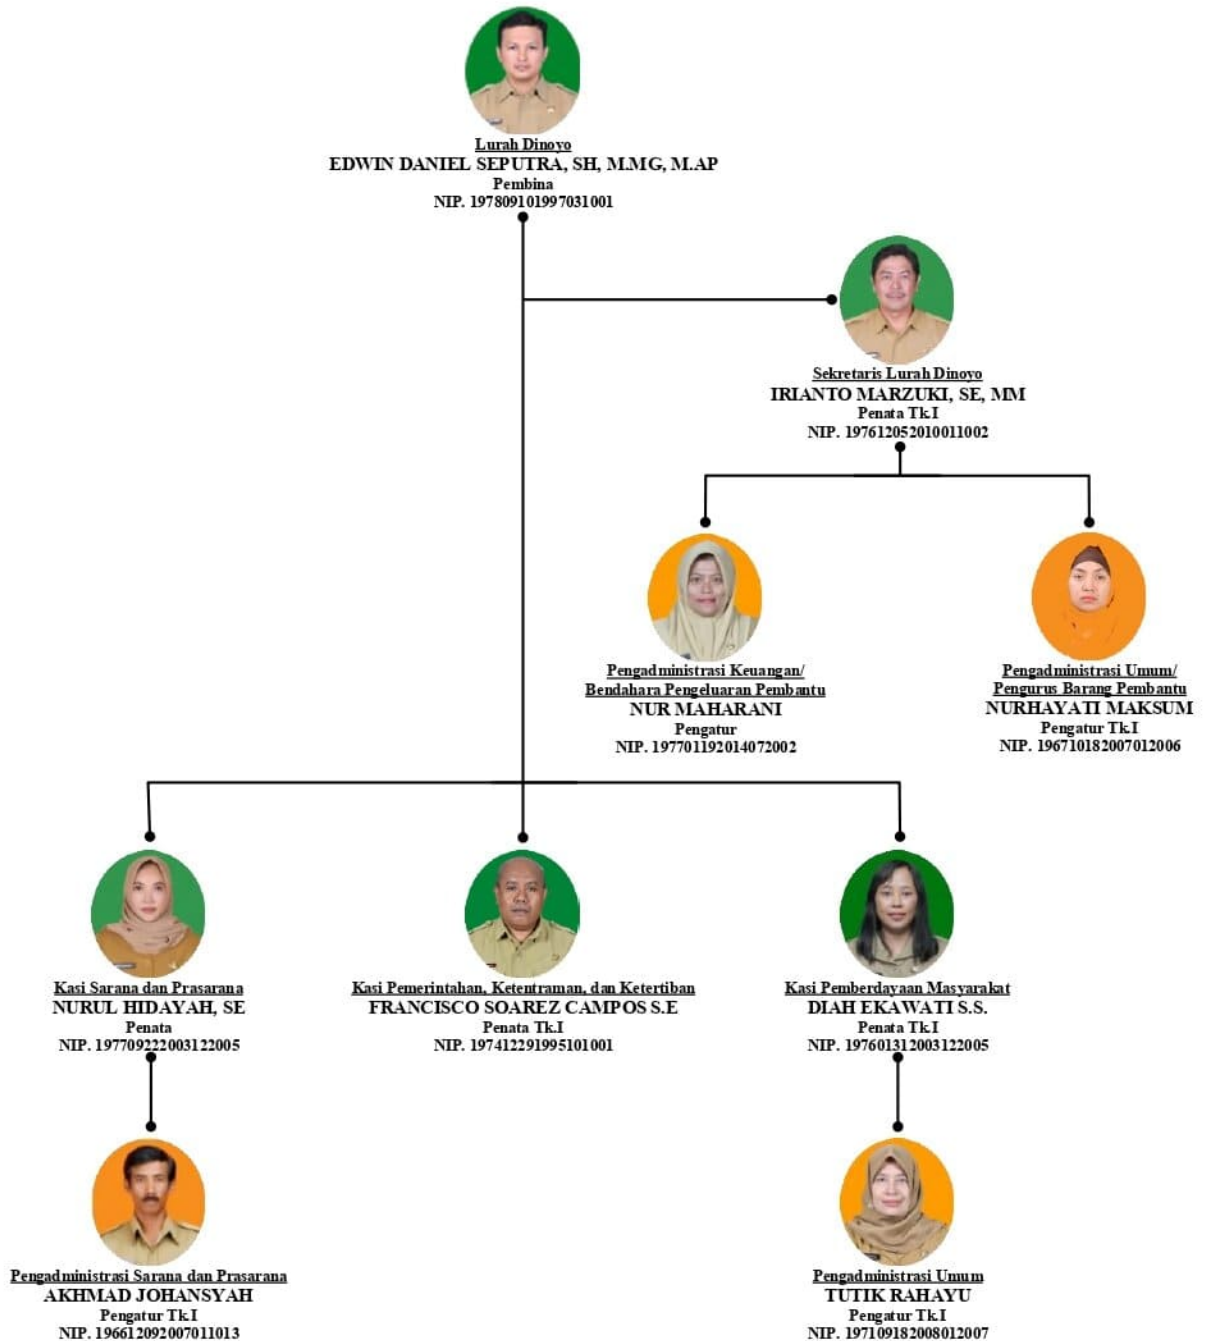 Lurah Dinoyo
EDWIN DANIEL SEPUTRA, SH, M.MG, M.AP
Pembina
NIP. 197809101997031001
Sekretaris Lurah Dinoyo
IRIANTO MARZUKI, SE, MM
Penata Tk.I
NIP. 197612052010011002
Pengadministrasi Keuangan/
Bendahara Pengeluaran Pembantu
NUR MAHARANI
Pengatur
NIP. 197701192014072002
Pengadministrasi Umum/
Pengurus Barang Pembantu
NURHAYATI MAKSUM
Pengatur Tk.I
NIP. 196710182007012006
Kasi Sarana dan Prasarana
NURUL HIDAYAH, SE
Penata
NIP. 197709222003122005
Kasi Pemerintahan, Ketentraman, dan Ketertiban
FRANCISCO SOAREZ CAMPOS S.E
Penata Tk.I
NIP. 197412291995101001
Kasi Pemberdayaan Masyarakat
DIAH EKAWATI S.S.
Penata Tk.I
NIP. 197601312003122005
Pengadministrasi Sarana dan Prasarana
AKHMAD JOHANSYAH
Pengatur Tk.I
NIP. 196612092007011013
Pengadministrasi Umum
TUTIK RAHAYU
Pengatur Tk.I
NIP. 197109182008012007